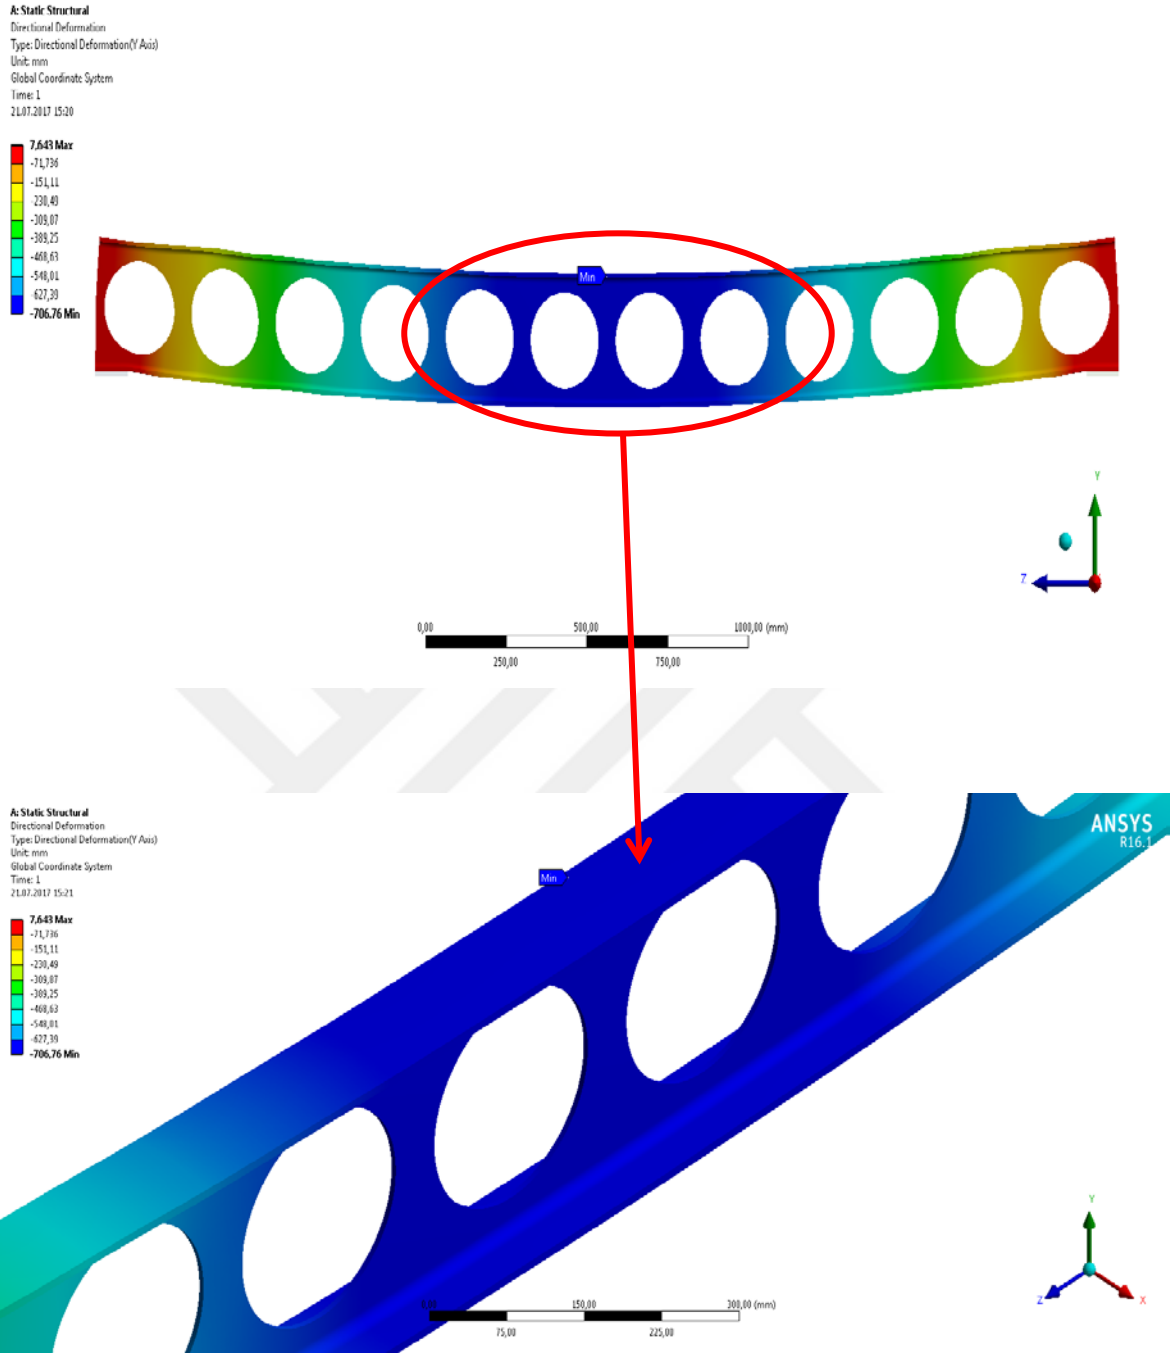 A: Static Structural
Directional Deformation
Type: Directional Deformation(Y Axis)
Unit: mm
Global Coordinate System
Time: 1
21.07.2017 15:20
7,643 Max
-71,736
-151,11
-230,49
-309,87
-389,25
-468,63
-548,01
-627,39
-706,76 Min
Min
Y
Z
0,00
500,00
1000,00 (mm)
250,00
750,00
A: Static Structural
Directional Deformation
Type: Directional Deformation(Y Axis)
Unit: mm
Global Coordinate System
Time: 1
21.07.2017 15:21
ANSYS
R16.1
Min
7,643 Max
-71,736
-151,11
-230,49
-309,87
-389,25
-468,63
-548,01
-627,39
-706,76 Min
Y
Z
X
0,00
150,00
300,00 (mm)
75,00
225,00